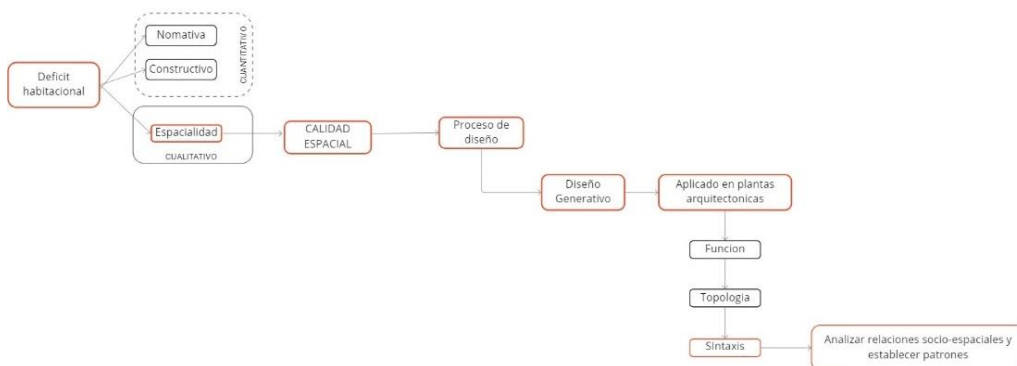 Nomativa
Constructivo
CUANTITATIVO
Deficit
habitacional
Espacialidad
CUALITATIVO
CALIDAD
ESPACIAL
Proceso de
diseño
Diseño
Generativo
Aplicado en plantas
arquitectonicas
Funcion
Topologia
Sintaxis
Analizar relaciones socio-espaciales y
establecer patrones